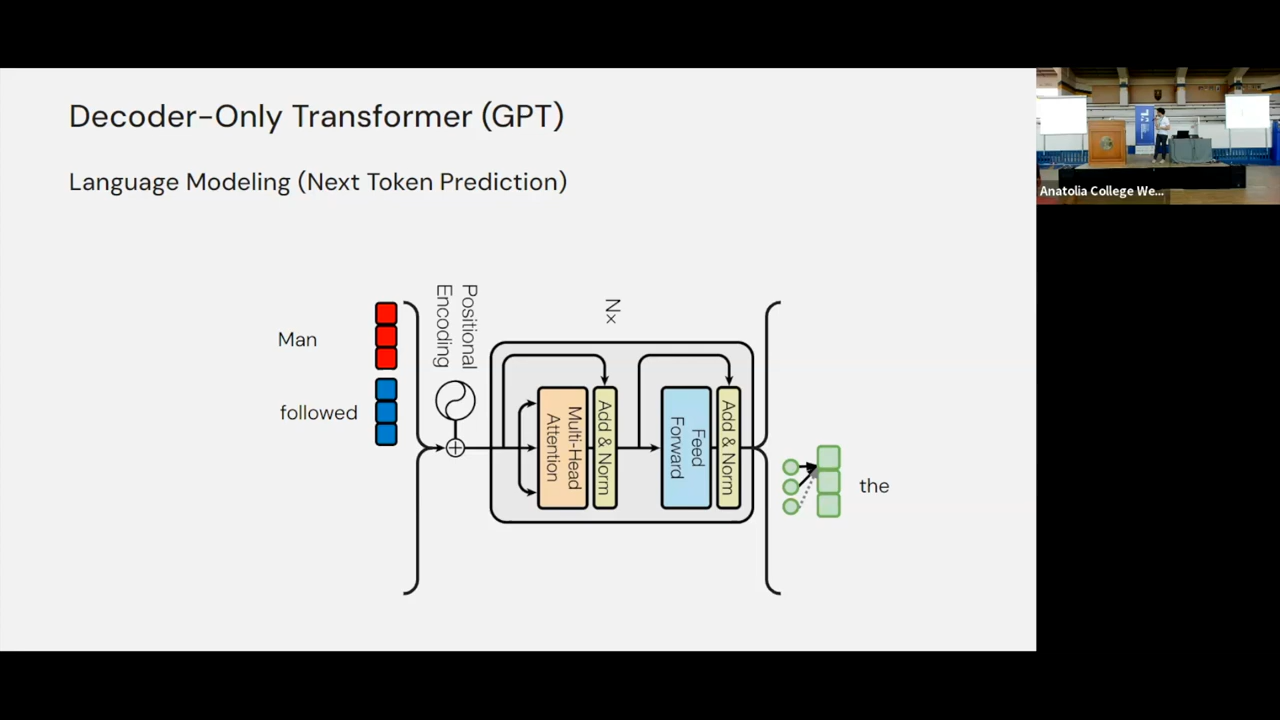 Decoder-Only Transformer (GPT)
Language Modeling (Next Token Prediction)
Man
followed
Positional
Encoding
Nx
Multi-Head
Attention
Add & Norm
Feed
Forward
Add & Norm
the
Anatolia College We...